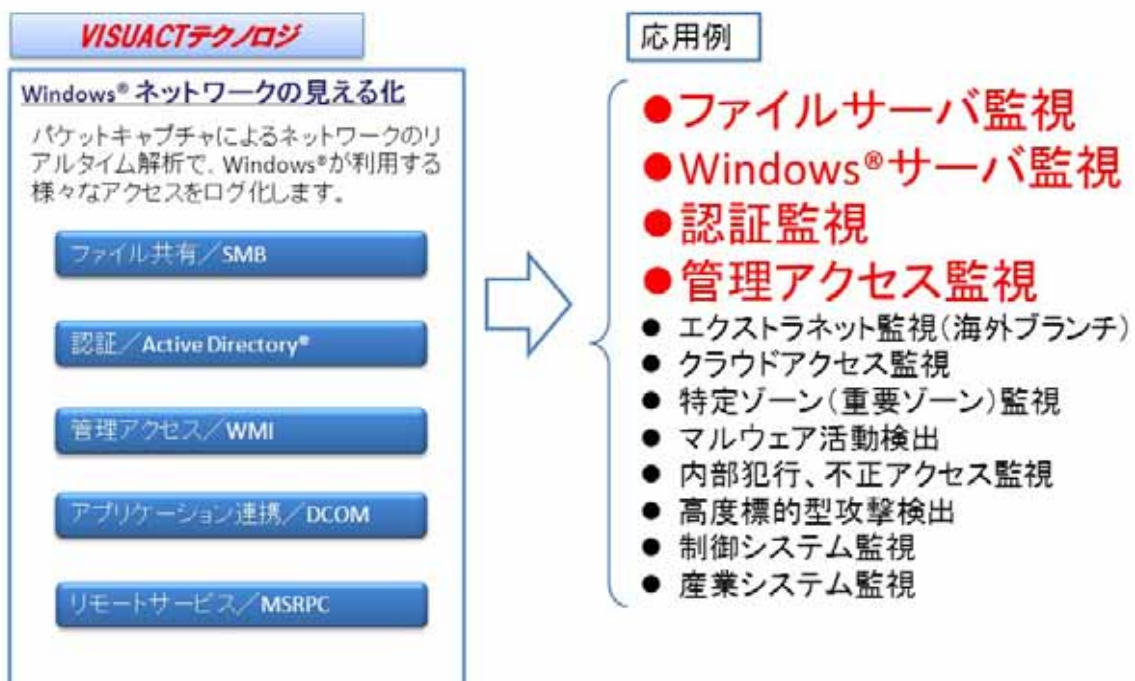 VISUACTテクノロジ
Windows® ネットワークの見える化
パケットキャプチャによるネットワークのリ
アルタイム解析で、Windows®が利用する
様々なアクセスをログ化します。
ファイル共有／SMB
認証／Active Directory®
管理アクセス／WMI
アプリケーション連携／DCOM
リモートサービス／MSRPC
応用例
●ファイルサーバ監視
●Windows®サーバ監視
●認証監視
●管理アクセス監視
● エクストラネット監視（海外ブランチ）
● クラウドアクセス監視
● 特定ゾーン（重要ゾーン）監視
● マルウェア活動検出
● 内部犯行、不正アクセス監視
● 高度標的型攻撃検出
● 制御システム監視
● 産業システム監視